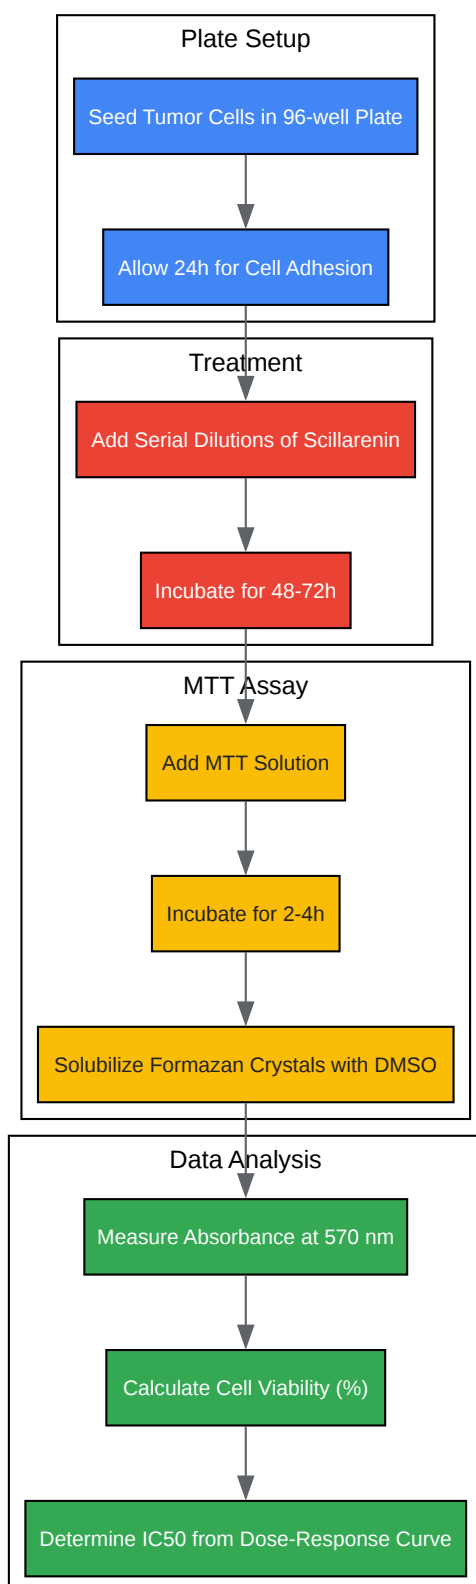 Plate Setup
Seed Tumor Cells in 96-well Plate
Allow 24h for Cell Adhesion
Treatment
Add Serial Dilutions of Scillarenin
Incubate for 48-72h
MTT Assay
Add MTT Solution
Incubate for 2-4h
Solubilize Formazan Crystals with DMSO
Data Analysis
Measure Absorbance at 570 nm
Calculate Cell Viability (%)
Determine IC50 from Dose-Response Curve